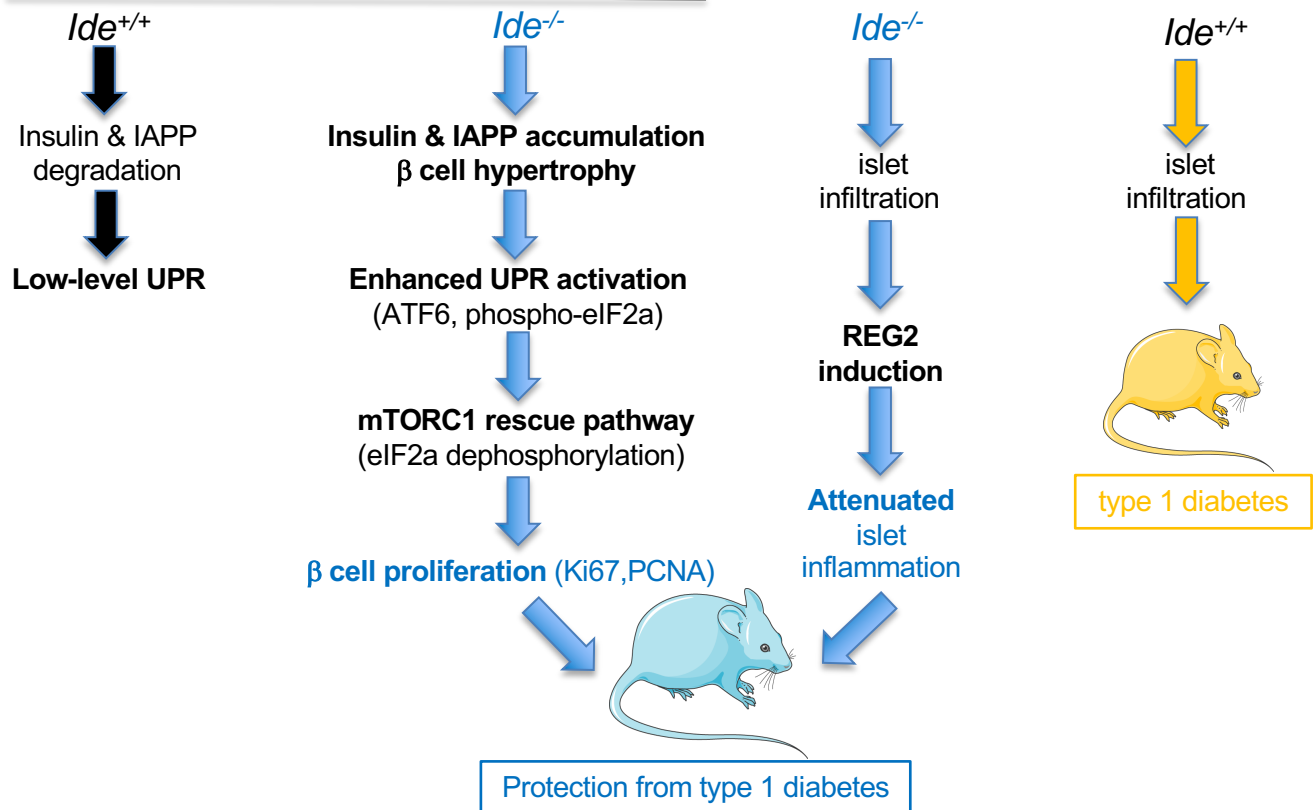 Ide+/+
Insulin & IAPP
degradation
Low-level UPR
Ide-/-
Insulin & IAPP accumulation
β cell hypertrophy
Enhanced UPR activation
(ATF6, phospho-eIF2a)
mTORC1 rescue pathway
(eIF2a dephosphorylation)
β cell proliferation (Ki67,PCNA)
Ide-/-
islet
infiltration
REG2
induction
Attenuated
islet
inflammation
Protection from type 1 diabetes
Ide+/+
islet
infiltration
type 1 diabetes